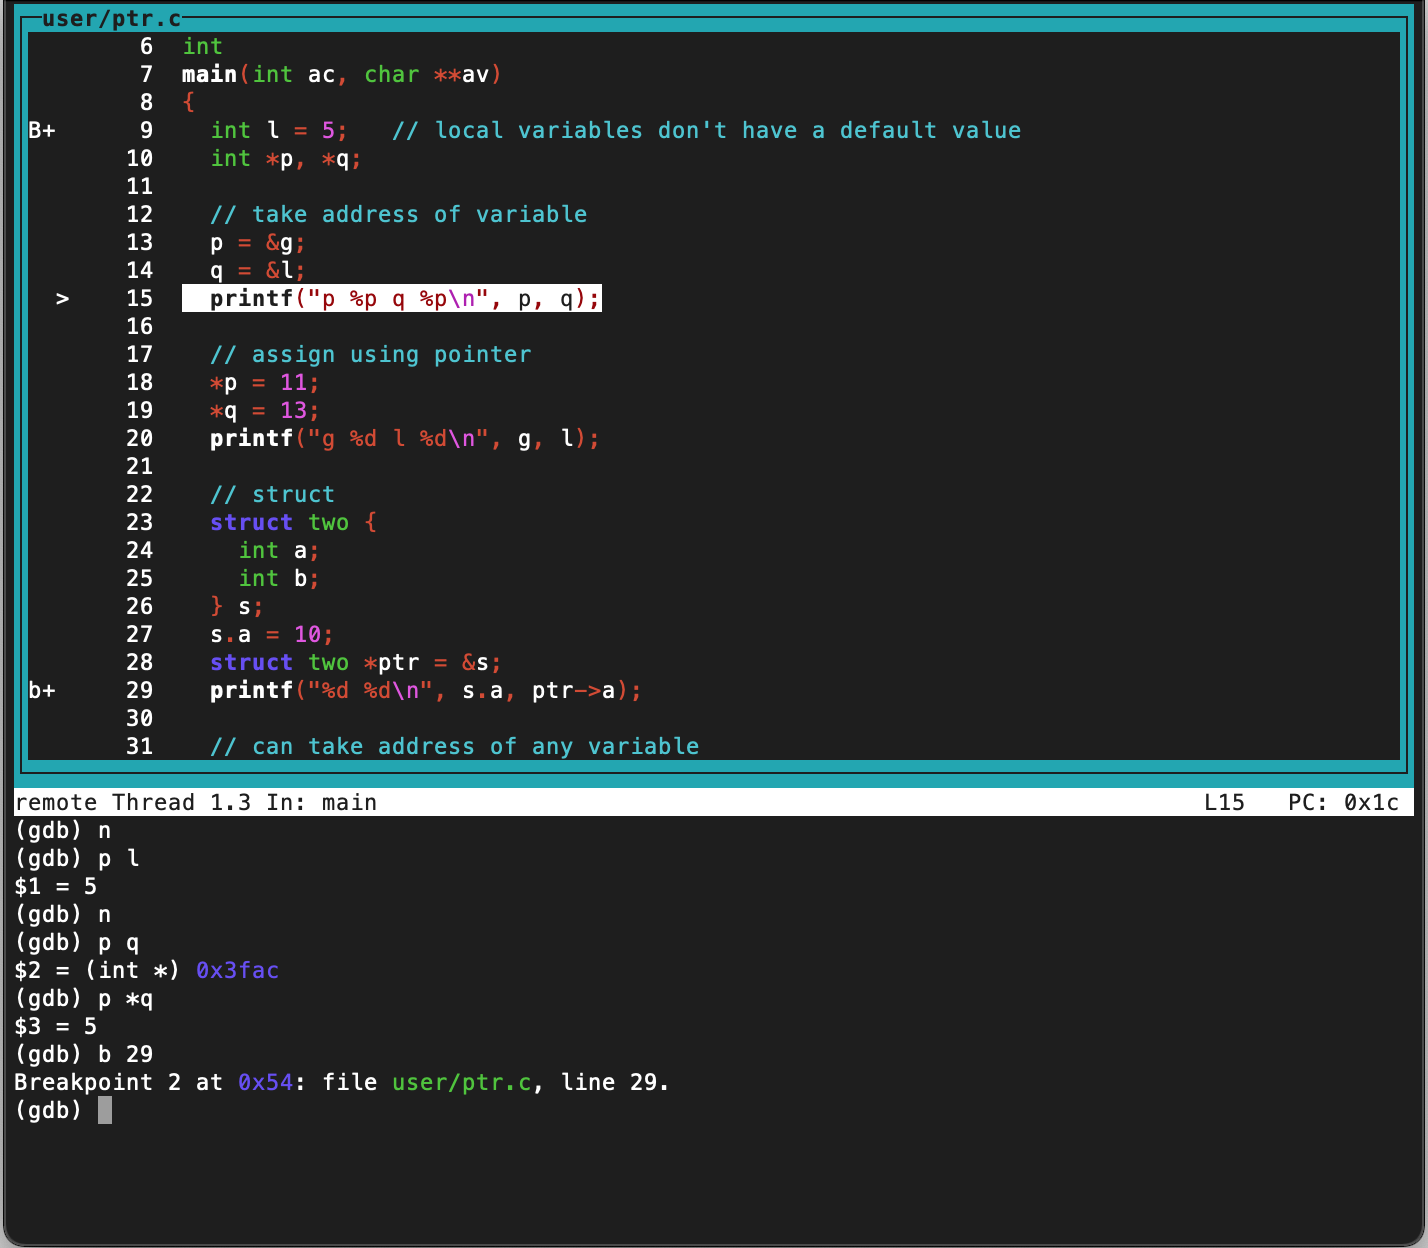 user/ptr.c
6 int
7 main(int ac, char **av)
8 {
B+ 9 int l = 5; // local variables don't have a default value
10 int *p, *q;
11
12 // take address of variable
13 p = &g;
14 q = &l;
> 15 printf("p %p q %p\n", p, q);
16
17 // assign using pointer
18 *p = 11;
19 *q = 13;
20 printf("g %d l %d\n", g, l);
21
22 // struct
23 struct two {
24 int a;
25 int b;
26 } s;
27 s.a = 10;
28 struct two *ptr = &s;
b+ 29 printf("%d %d\n", s.a, ptr->a);
30
31 // can take address of any variable
remote Thread 1.3 In: main L15 PC: 0x1c
(gdb) n
(gdb) p l
$1 = 5
(gdb) n
(gdb) p q
$2 = (int *) 0x3fac
(gdb) p *q
$3 = 5
(gdb) b 29
Breakpoint 2 at 0x54: file user/ptr.c, line 29.
(gdb)